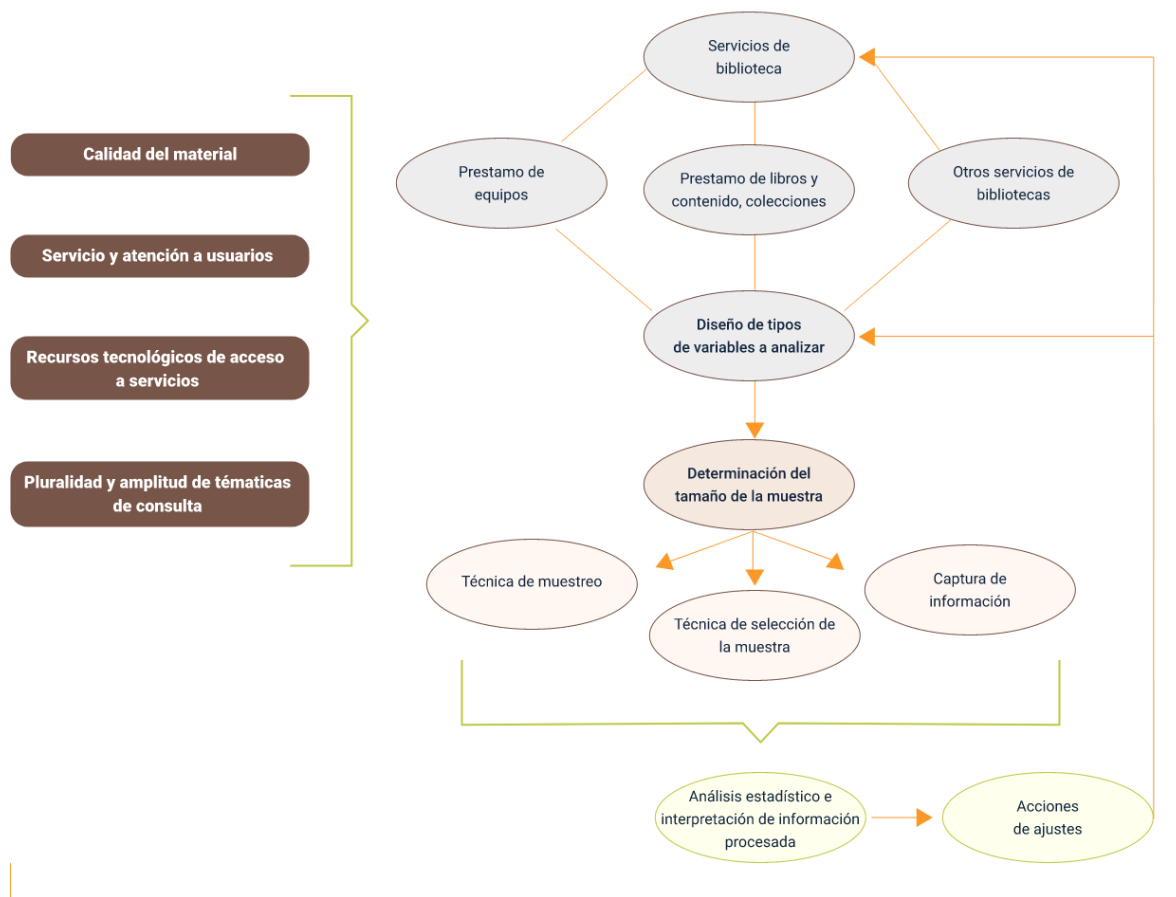 Calidad del material
Servicio y atención a usuarios
Recursos tecnológicos de acceso
a servicios
Pluralidad y amplitud de tématicas
de consulta
Servicios de
biblioteca
Prestamo de
equipos
Prestamo de libros y
contenido, colecciones
Otros servicios de
bibliotecas
Diseño de tipos
de variables a analizar
Determinación del
tamaño de la muestra
Técnica de muestreo
Técnica de selección de
la muestra
Captura de
información
Análisis estadístico e
interpretación de información
procesada
Acciones
de ajustes